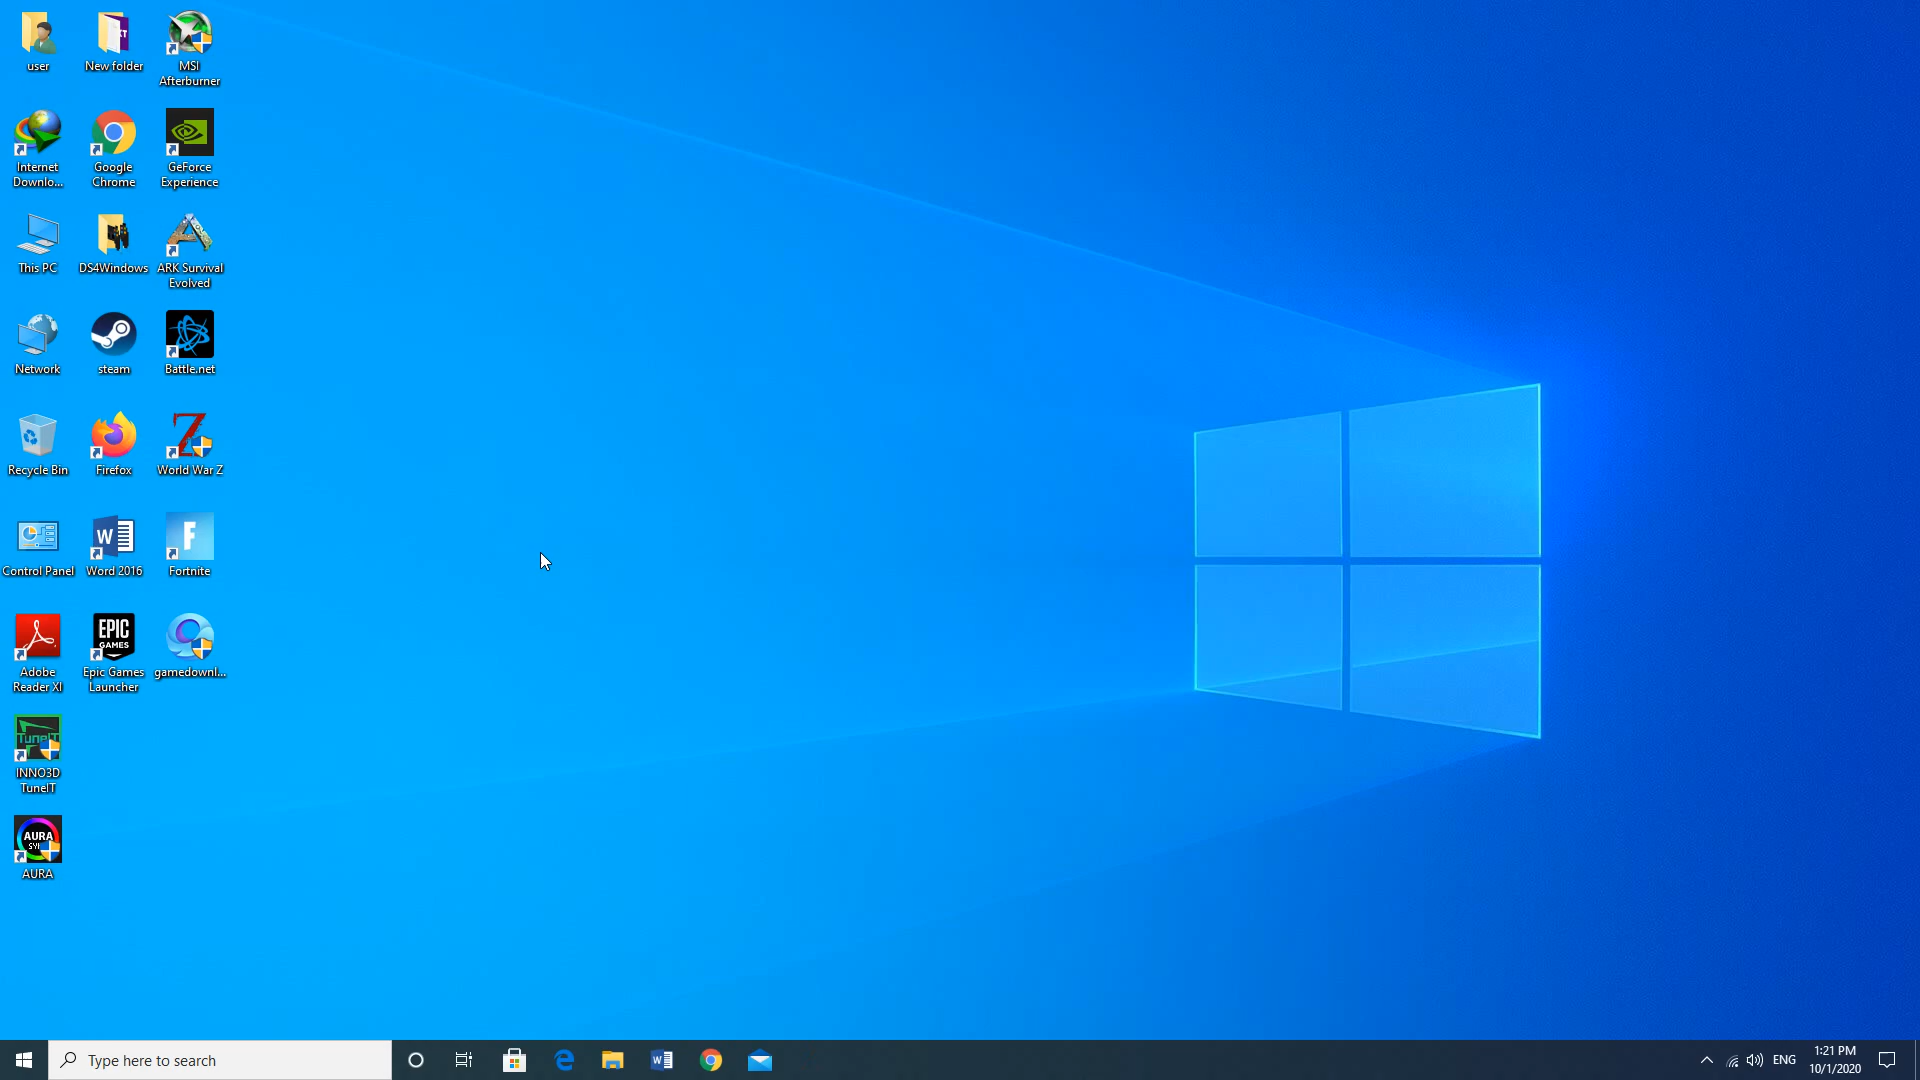 user
New folder
MSI
Afterburner
Internet
Downlo...
Google
Chrome
GeForce
Experience
This PC
DS4Windows
ARK Survival
Evolved
Network
steam
Battle.net
Recycle Bin
Firefox
Z
World War Z
Control Panel
W
Word 2016
F
Fortnite
Adobe
Reader XI
EPIC
GAMES
Epic Games
Launcher
gamedownl...
TuneIT
INNO3D
TuneIT
AURA
AURA
Type here to search
W
ENG
1:21 PM
10/1/2020